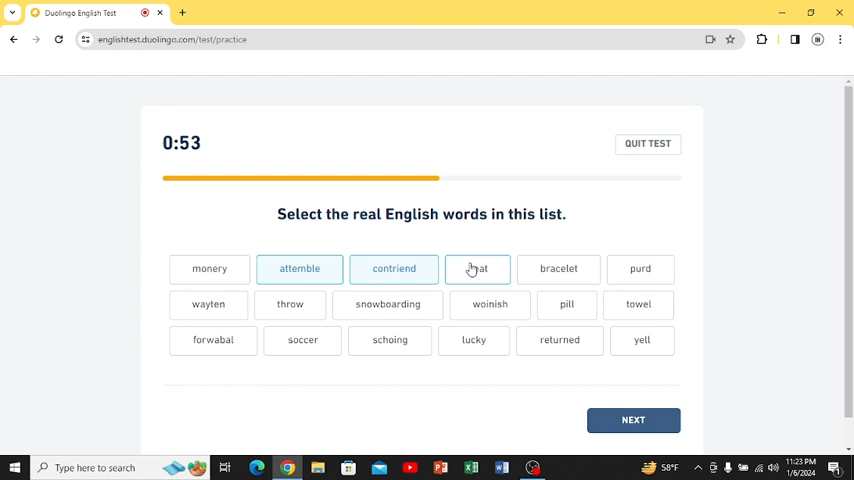 Duolingo English Test
englishtest.duolingo.com/test/practice
IN
0:53
QUIT TEST
Select the real English words in this list.
monery attemble contriend bracelet purd
wayten throw snowboarding woinish pill towel
forwabal soccer schoing lucky returned yell
NEXT
Type here to search
58°F
11:23 PM
1/6/2024